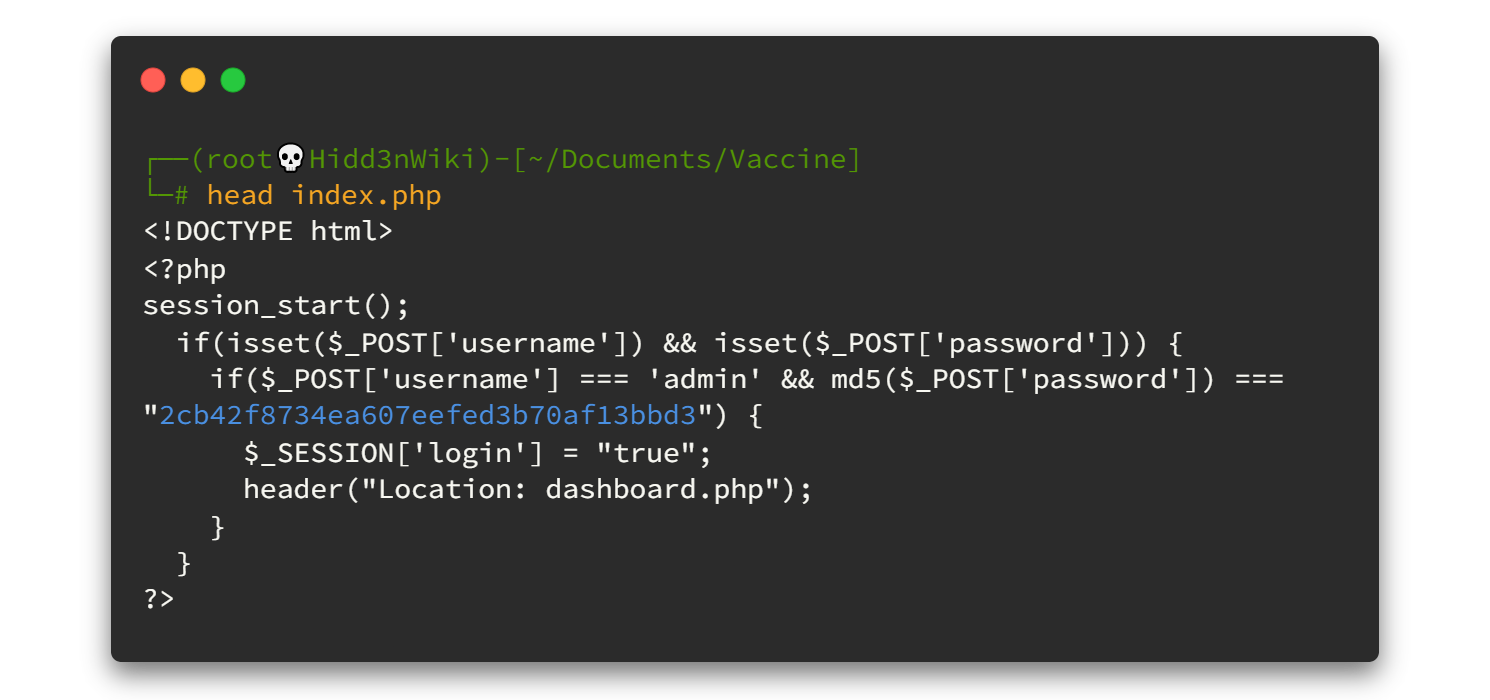 ┌──(root💀Hidd3nWiki)-[~/Documents/Vaccine]
└─# head index.php
<!DOCTYPE html>
<?php
session_start();
  if(isset($_POST['username']) && isset($_POST['password'])) {
    if($_POST['username'] === 'admin' && md5($_POST['password']) ===
"2cb42f8734ea607eefed3b70af13bbd3") {
      $_SESSION['login'] = "true";
      header("Location: dashboard.php");
    }
  }
?>